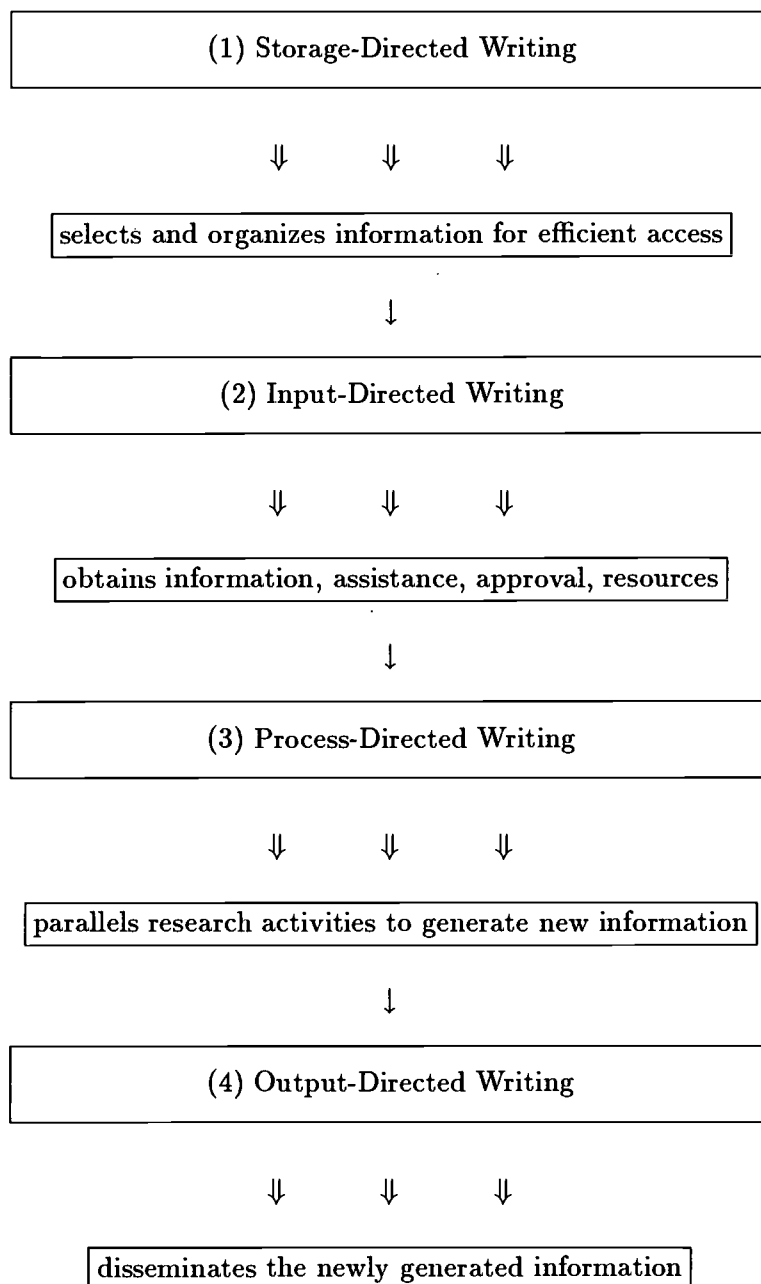 (1) Storage-Directed Writing
⇓ ⇓ ⇓
selects and organizes information for efficient access
↓
(2) Input-Directed Writing
⇓ ⇓ ⇓
obtains information, assistance, approval, resources
↓
(3) Process-Directed Writing
⇓ ⇓ ⇓
parallels research activities to generate new information
↓
(4) Output-Directed Writing
⇓ ⇓ ⇓
disseminates the newly generated information